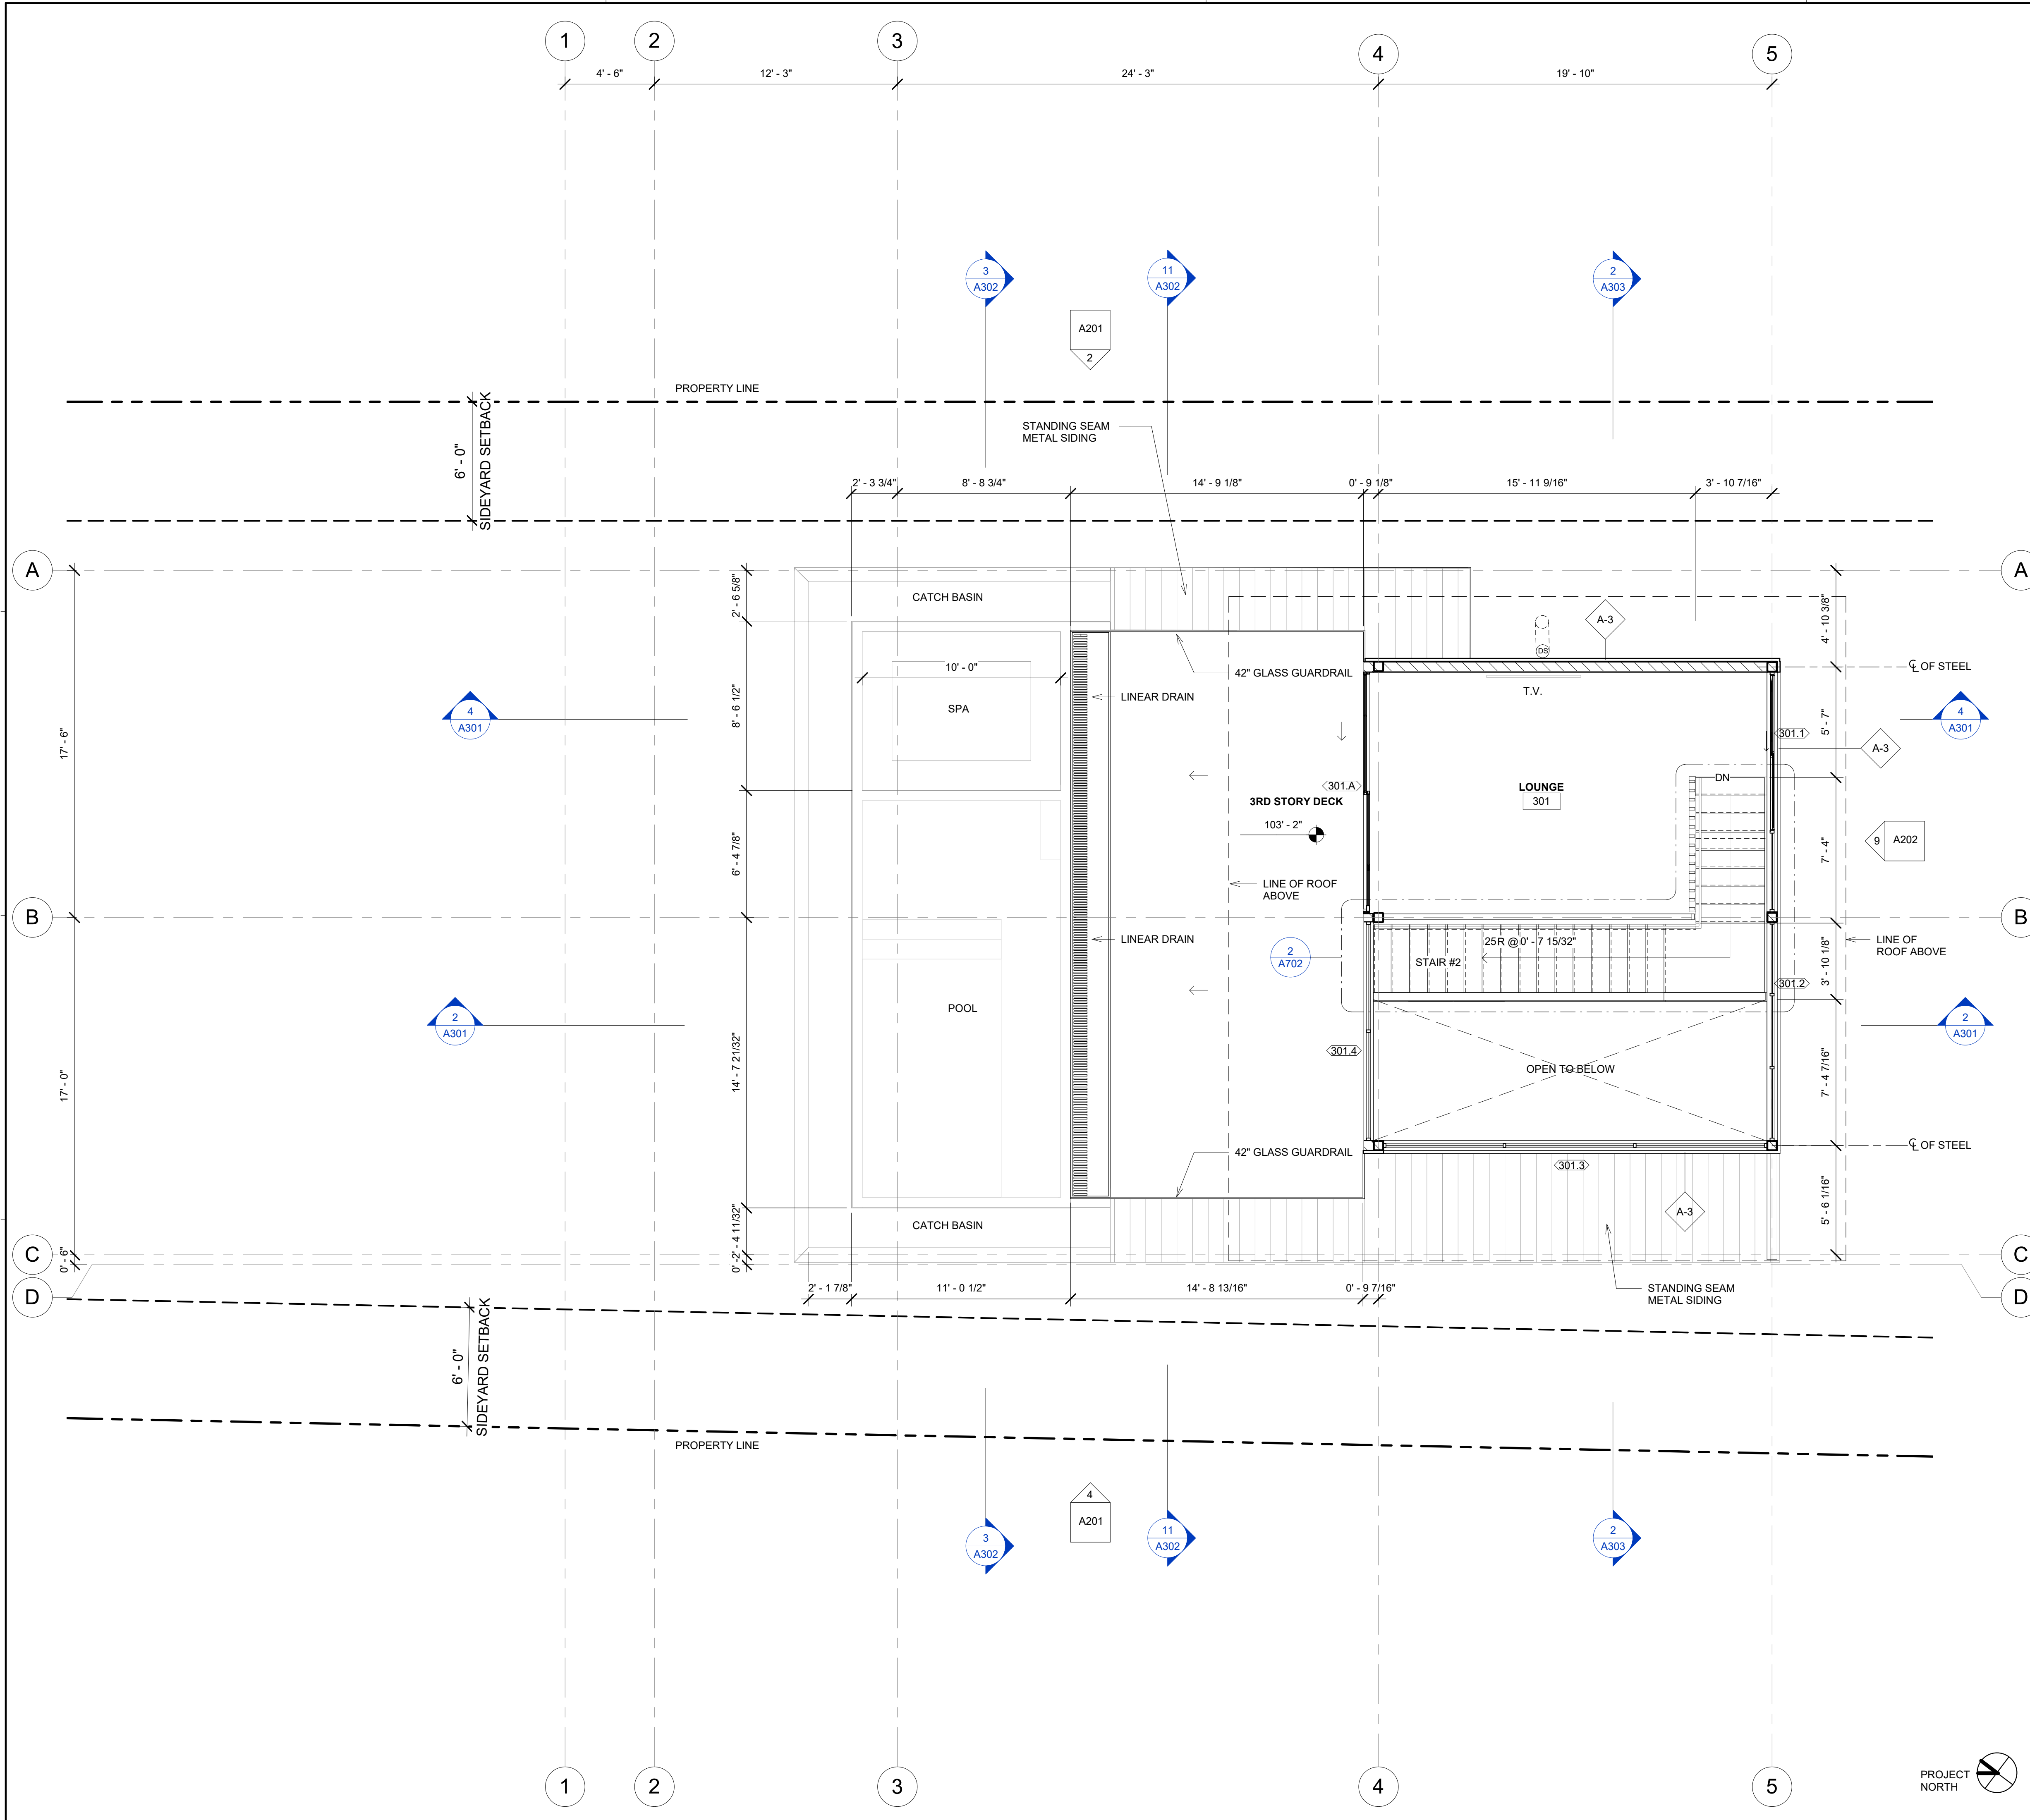 1
2
3
4
5
4' - 6"
12' - 3"
24' - 3"
19' - 10"
3
A302
11
A302
2
A303
A201
2
PROPERTY LINE
6' - 0"
SIDEYARD SETBACK
STANDING SEAM
METAL SIDING
2' - 3 3/4"
8' - 8 3/4"
14' - 9 1/8"
0' - 9 1/8"
15' - 11 9/16"
3' - 10 7/16"
A
A
CATCH BASIN
2' - 6 5/8"
4' - 10 3/8"
A-3
DS
10' - 0"
42" GLASS GUARDRAIL
℄ OF STEEL
T.V.
LINEAR DRAIN
SPA
4
A301
4
A301
8' - 6 1/2"
5' - 7"
17' - 6"
301.1
A-3
DN
301.A
LOUNGE
301
3RD STORY DECK
103' - 2"
9
A202
6' - 4 7/8"
7' - 4"
LINE OF ROOF
ABOVE
B
B
LINEAR DRAIN
25R @ 0' - 7 15/32"
STAIR #2
LINE OF
ROOF ABOVE
2
A702
3' - 10 1/8"
301.2
POOL
2
A301
2
A301
301.4
14' - 7 21/32"
17' - 0"
OPEN TO BELOW
7' - 4 7/16"
42" GLASS GUARDRAIL
℄ OF STEEL
301.3
A-3
5' - 6 1/16"
CATCH BASIN
2' - 4 11/32"
0' -
0' - 6"
C
C
D
D
2' - 1 7/8"
11' - 0 1/2"
14' - 8 13/16"
0' - 9 7/16"
STANDING SEAM
METAL SIDING
6' - 0"
SIDEYARD SETBACK
PROPERTY LINE
4
A201
3
A302
11
A302
2
A303
1
2
3
4
5
PROJECT
NORTH